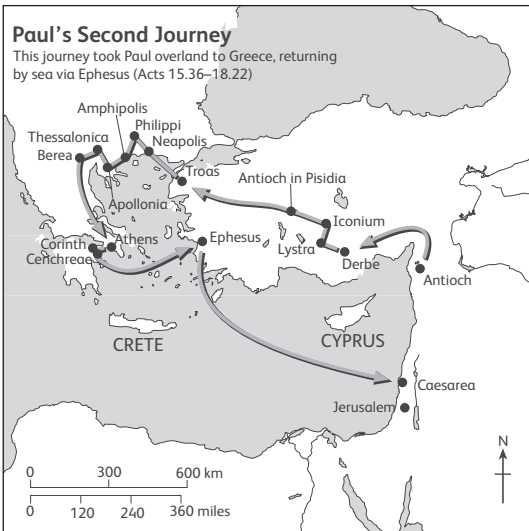 Paul's Second Journey
This journey took Paul overland to Greece, returning
by sea via Ephesus (Acts 15.36–18.22)
Amphipolis
Philippi
Neapolis
Thessalonica
Berea
Troas
Antioch in Pisidia
Apollonia
Iconium
Athens
Ephesus
Corinth
Cenchreae
Lystra
Derbe
Antioch
CRETE
CYPRUS
Caesarea
Jerusalem
N
0 300 600 km
0 120 240 360 miles